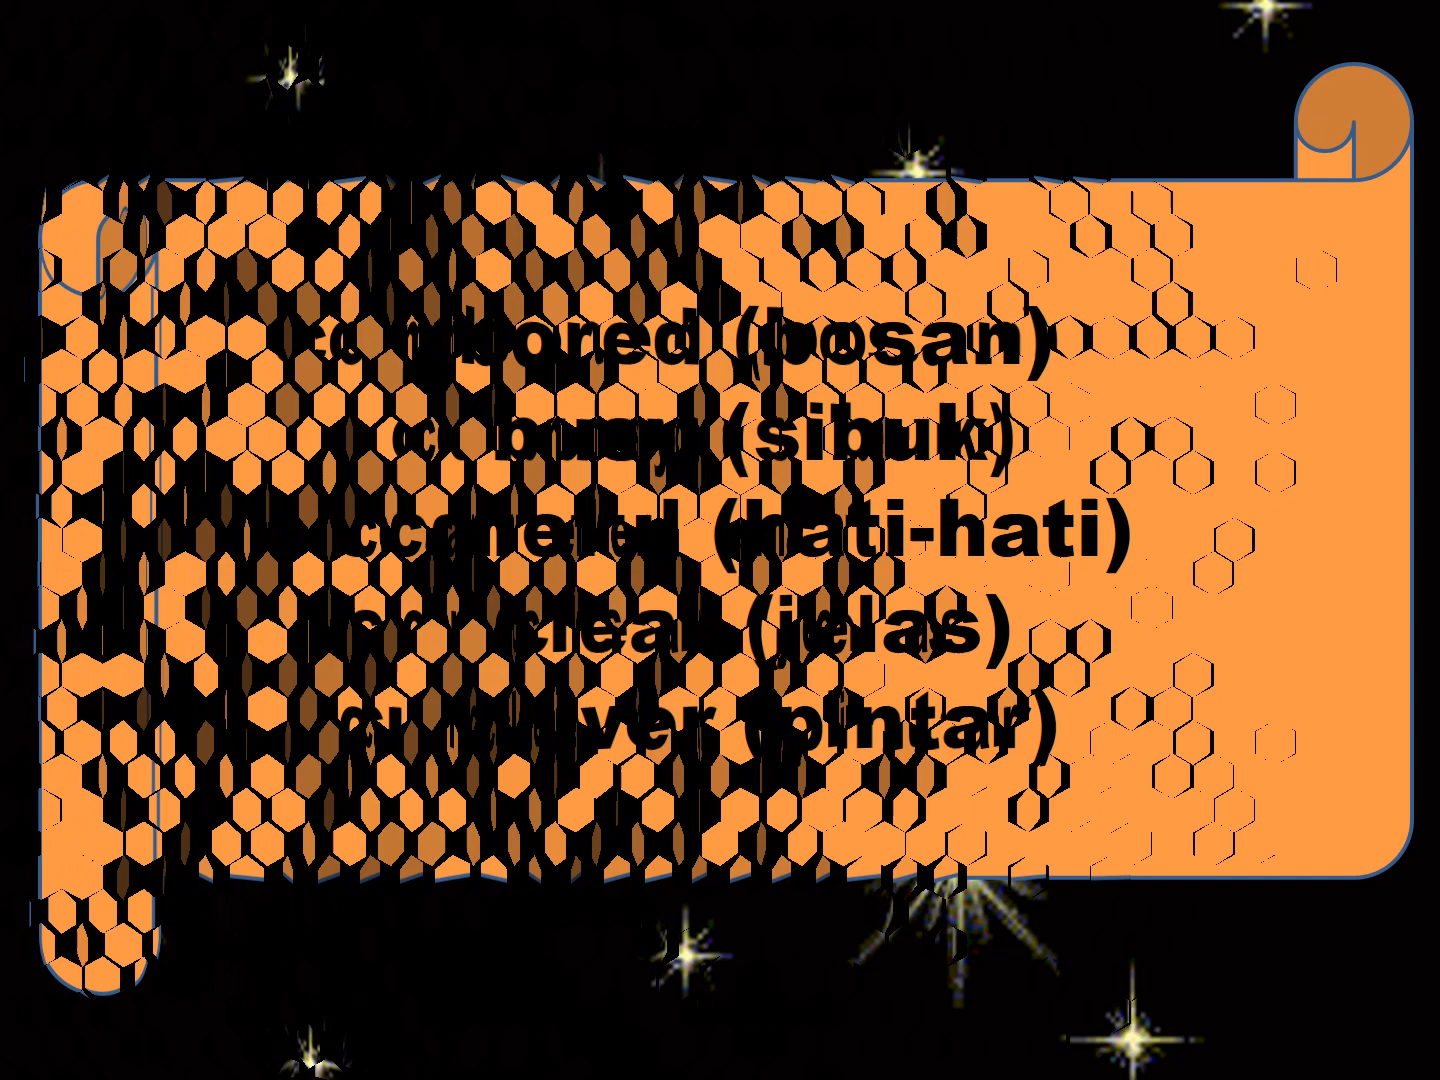 bored (bosan)
busy (sibuk)
careful (hati-hati)
clear (jelas)
clever (pintar)